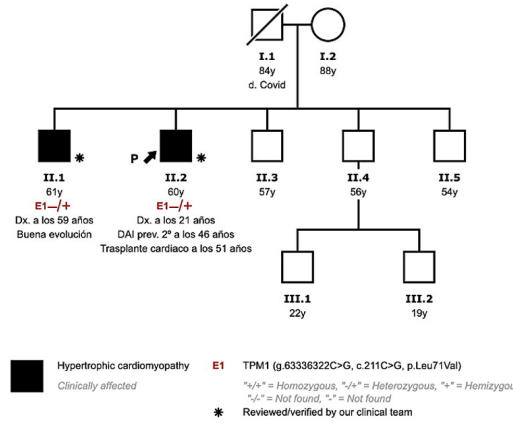 I.1
I.2
84y
88y
d. Covid
P
*
*
II.1
II.2
II.3
II.4
II.5
61y
60y
57y
56y
54y
E1–/+
E1–/+
Dx. a los 59 años
Dx. a los 21 años
Buena evolución
DAI prev. 2º a los 46 años
Trasplante cardiaco a los 51 años
III.1
III.2
22y
19y
Hypertrophic cardiomyopathy
E1
TPM1 (g.63336322C>G, c.211C>G, p.Leu71Val)
Clinically affected
"+/+" = Homozygous, "-/+" = Heterozygous, "+" = Hemizygou
"-/-" = Not found, "-" = Not found
* Reviewed/verified by our clinical team